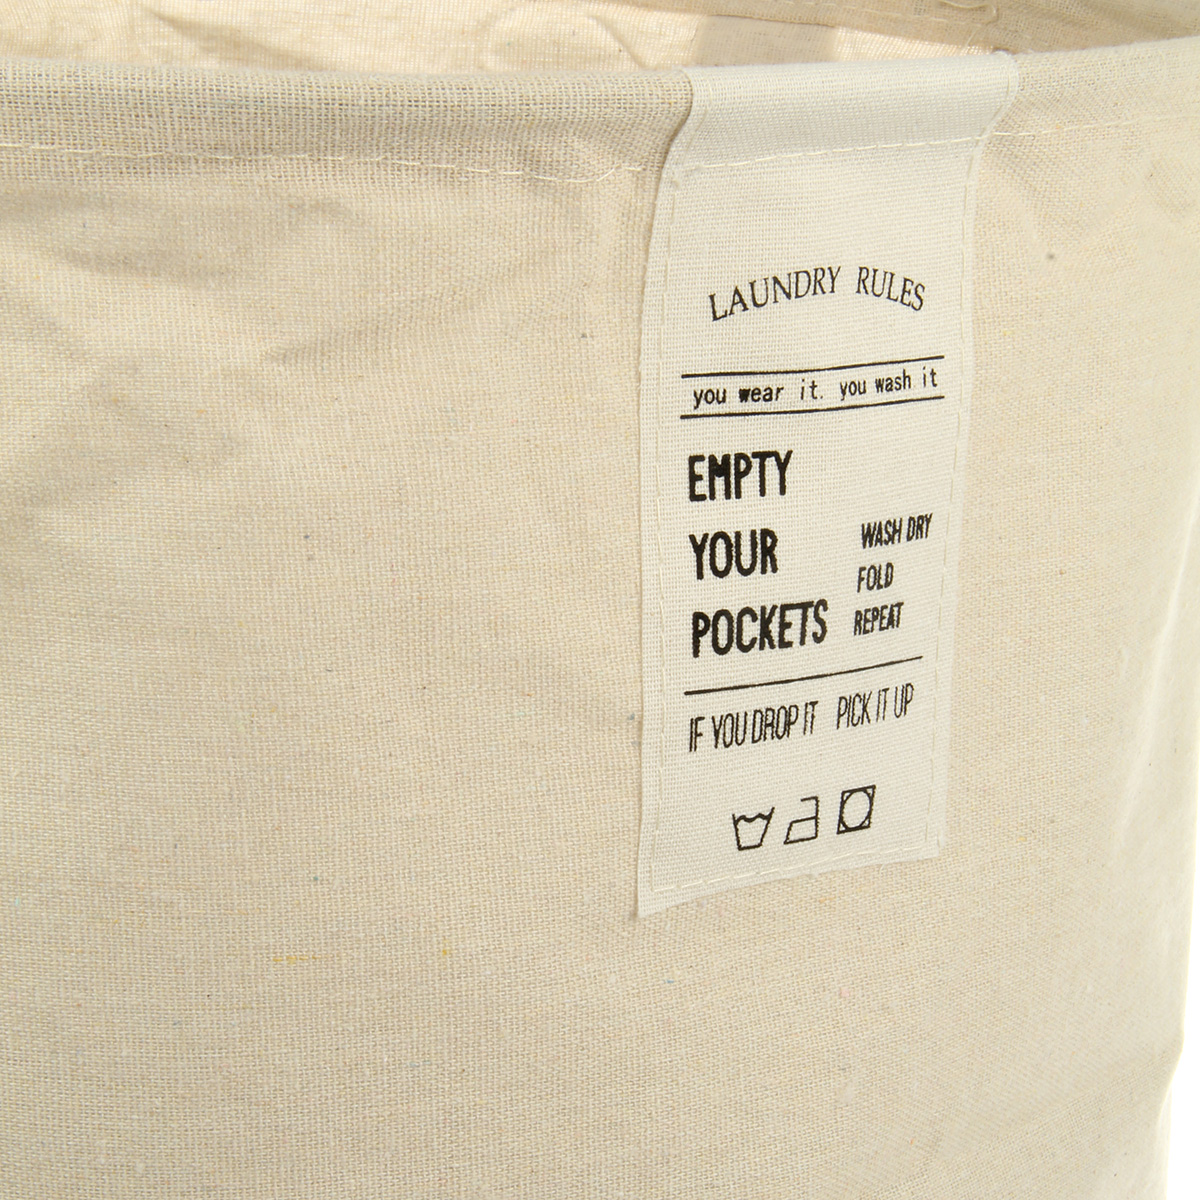 LAUNDRY RULES
you wear it. you wash it
EMPTY
YOUR
POCKETS
WASH DRY
FOLD
REPEAT
IF YOU DROP IT PICK IT UP